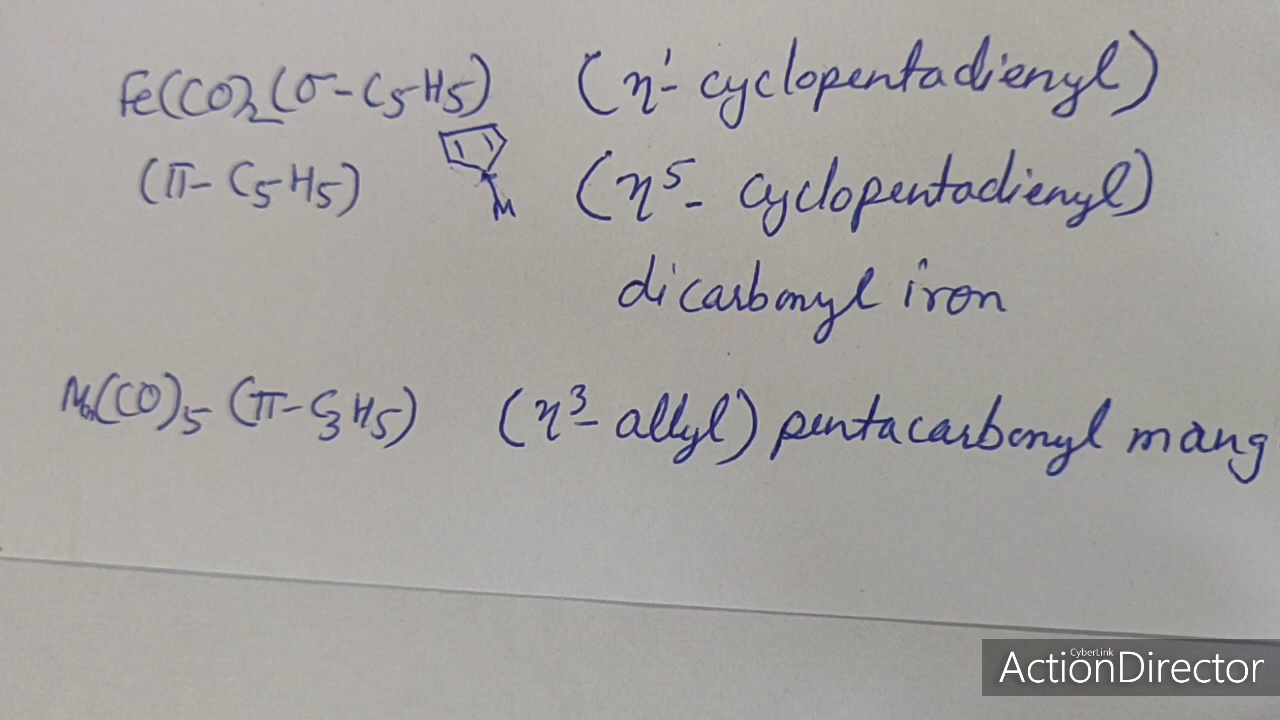 Fe(CO)₂(σ-C₅H₅) (η¹-cyclopentadienyl)
(π-C₅H₅) (η⁵-cyclopentadienyl)
M
dicarbonyl iron
Mn(CO)₅(π-C₃H₅) (η³-allyl) pentacarbonyl mang
CyberLink
ActionDirector